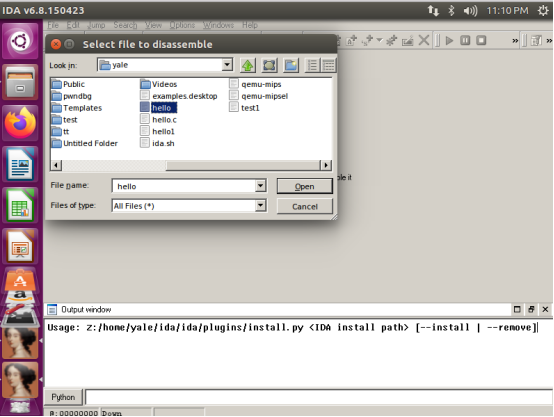 IDA v6.8.150423
11:10 PM
File Edit Jump Search View Options Windows Help
Select file to disassemble
Look in: yale
Public Videos qemu-mips
pwndbg examples.desktop qemu-mipsel
Templates hello test1
test hello.c
tt hello1
Untitled Folder ida.sh
File name: hello Open
Files of type: All Files (*) Cancel
Output window
Usage: Z:/home/yale/ida/ida/plugins/install.py <IDA install path> [--install | --remove]
Python
@:00000000 Down